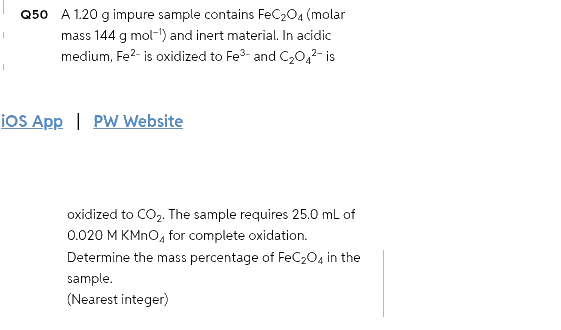 Q50 A 1.20 g impure sample contains FeC₂O₄ (molar
mass 144 g mol⁻¹) and inert material. In acidic
medium, Fe²⁻ is oxidized to Fe³⁻ and C₂O₄²⁻ is
iOS App | PW Website
oxidized to CO₂. The sample requires 25.0 mL of
0.020 M KMnO₄ for complete oxidation.
Determine the mass percentage of FeC₂O₄ in the
sample.
(Nearest integer)